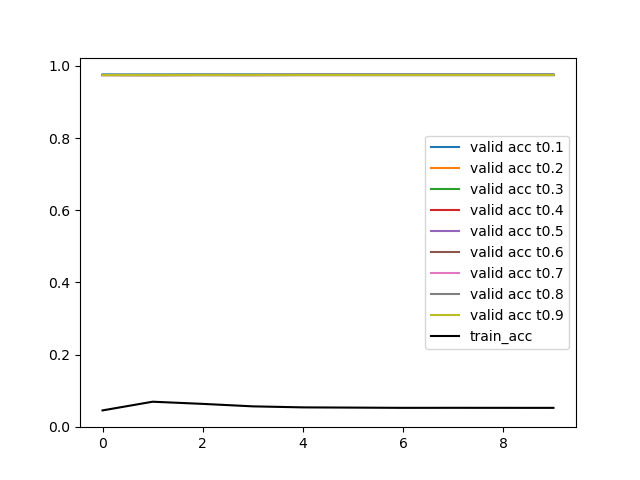 1.0
0.8
0.6
0.4
0.2
0.0
0 2 4 6 8
valid acc t0.1
valid acc t0.2
valid acc t0.3
valid acc t0.4
valid acc t0.5
valid acc t0.6
valid acc t0.7
valid acc t0.8
valid acc t0.9
train_acc